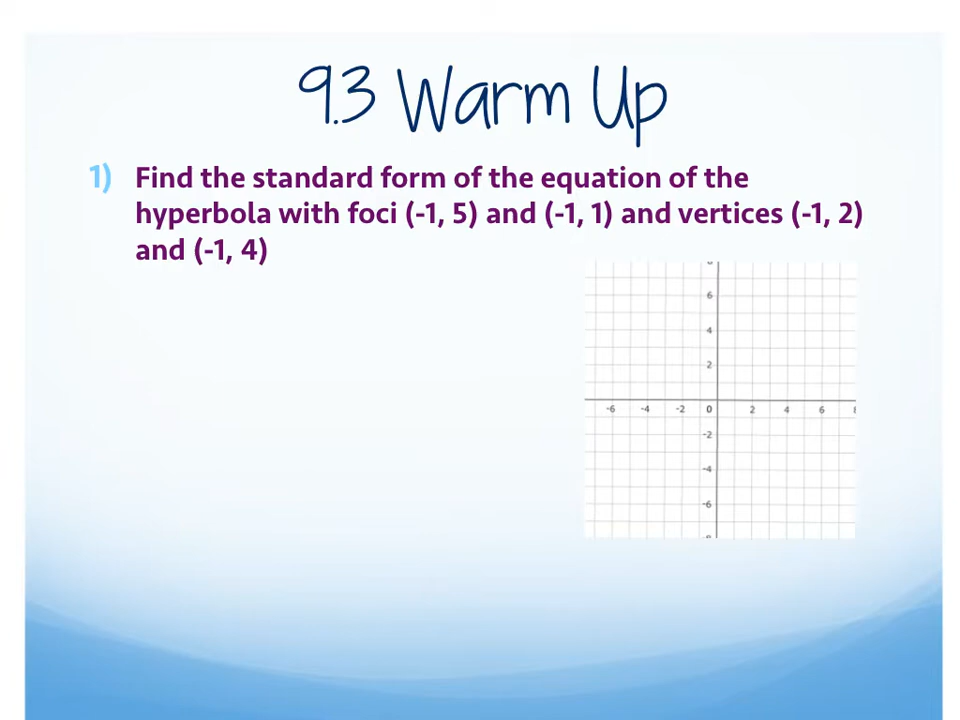 9.3 Warm Up
1) Find the standard form of the equation of the
hyperbola with foci (-1, 5) and (-1, 1) and vertices (-1, 2)
and (-1, 4)
6
4
2
-6 -4 -2 0 2 4 6
-2
-4
-6